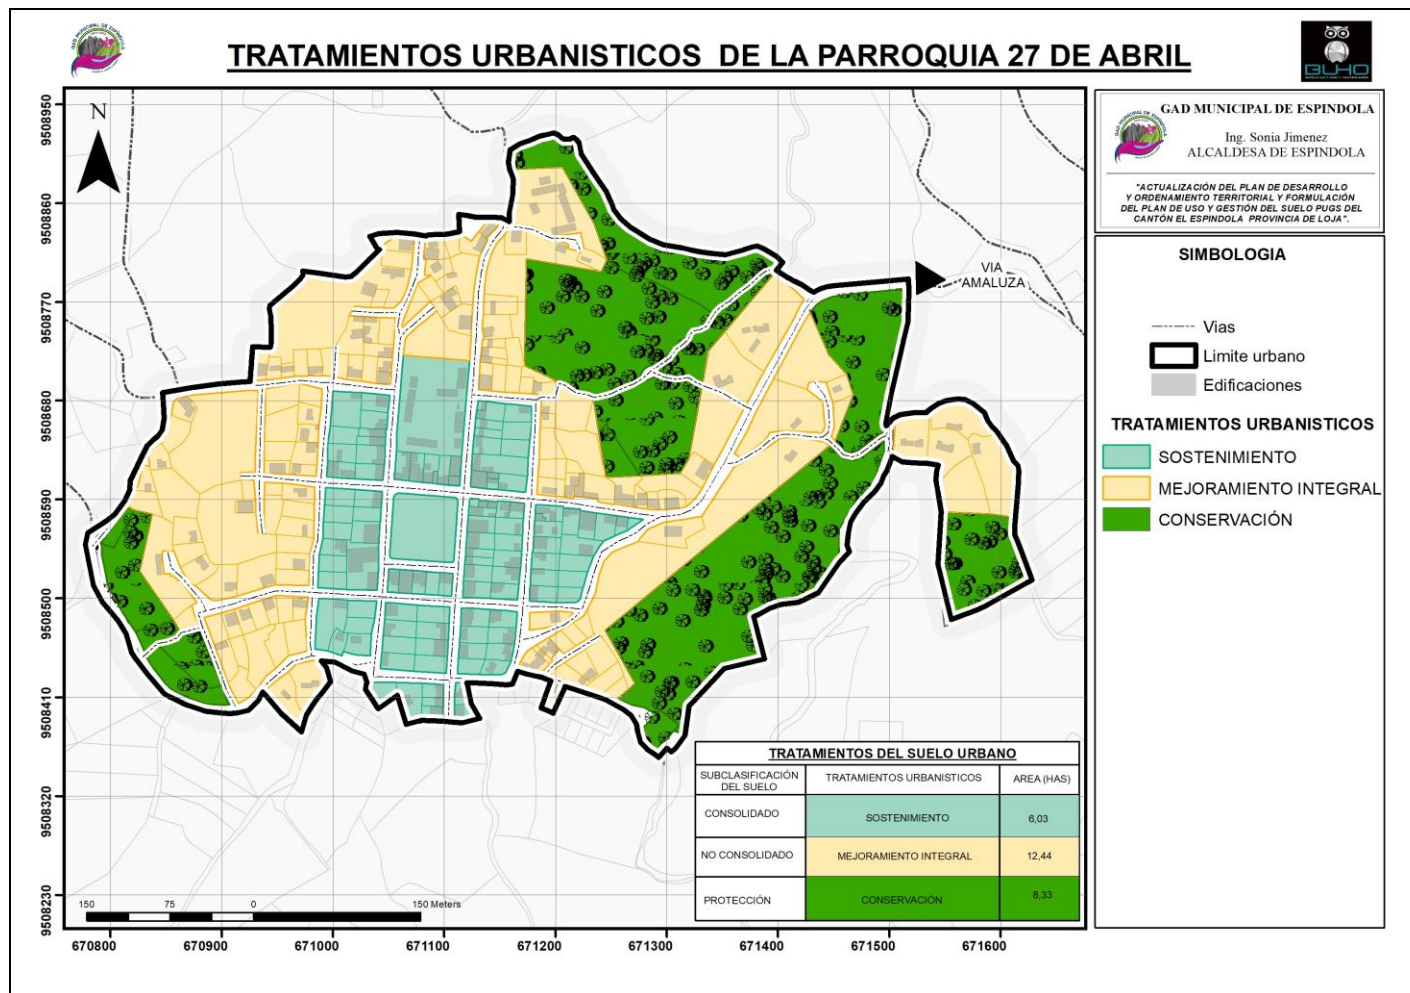 GAD MUNICIPAL DE ESPÍNDOLA
TRATAMIENTOS URBANISTICOS DE LA PARROQUIA 27 DE ABRIL
BUHO
GAD MUNICIPAL DE ESPINDOLA
Ing. Sonia Jimenez
ALCALDESA DE ESPINDOLA
"ACTUALIZACIÓN DEL PLAN DE DESARROLLO
Y ORDENAMIENTO TERRITORIAL Y FORMULACIÓN
DEL PLAN DE USO Y GESTIÓN DEL SUELO PUGS DEL
CANTÓN EL ESPINDOLA PROVINCIA DE LOJA".
SIMBOLOGIA
Vias
Limite urbano
Edificaciones
TRATAMIENTOS URBANISTICOS
SOSTENIMIENTO
MEJORAMIENTO INTEGRAL
CONSERVACIÓN
N
VIA
AMALUZA
9508950
9508860
9508770
9508680
9508590
9508500
9508410
9508320
9508230
TRATAMIENTOS DEL SUELO URBANO
SUBCLASIFICACIÓN DEL SUELO TRATAMIENTOS URBANISTICOS AREA (HAS)
CONSOLIDADO SOSTENIMIENTO 6,03
NO CONSOLIDADO MEJORAMIENTO INTEGRAL 12,44
PROTECCIÓN CONSERVACIÓN 8,33
150 75 0 150 Meters
670800 670900 671000 671100 671200 671300 671400 671500 671600